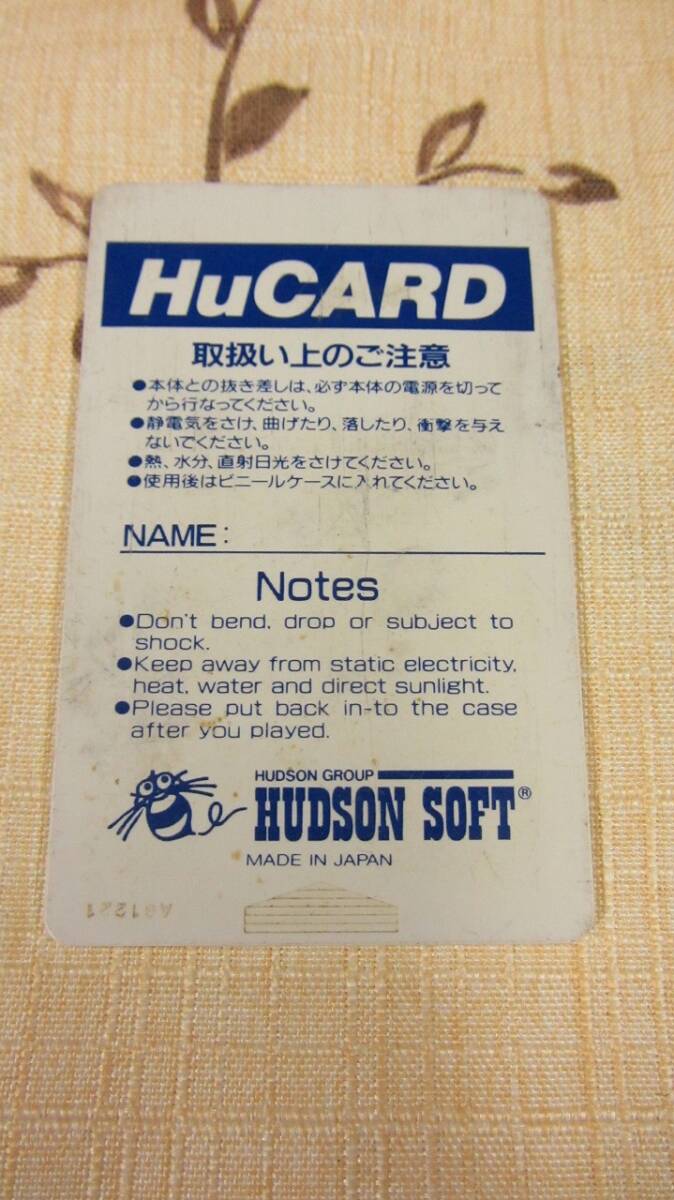 HuCARD
取扱い上のご注意
●本体との抜き差しは、必ず本体の電源を切って
から行なってください。
●静電気をさけ、曲げたり、落したり、衝撃を与え
ないでください。
●熱、水分、直射日光をさけてください。
●使用後はビニールケースに入れてください。
NAME:
Notes
●Don't bend, drop or subject to
shock.
●Keep away from static electricity,
heat, water and direct sunlight.
●Please put back in-to the case
after you played.
HUDSON GROUP
HUDSON SOFT®
MADE IN JAPAN
A91221